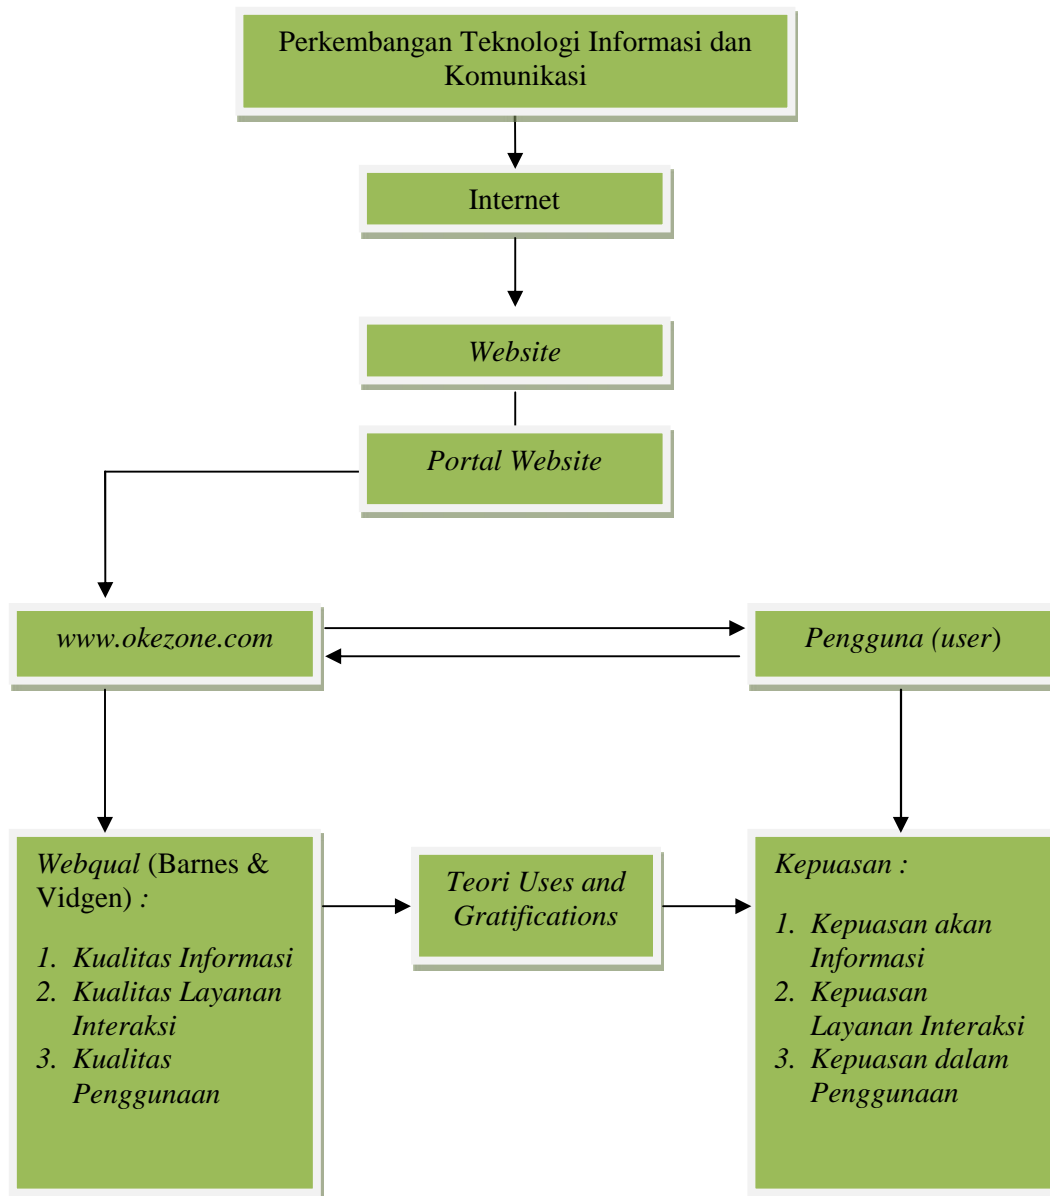 Perkembangan Teknologi Informasi dan
Komunikasi
Internet
Website
Portal Website
www.okezone.com
Pengguna (user)
Webqual (Barnes &
Vidgen) :
1. Kualitas Informasi
2. Kualitas Layanan
Interaksi
3. Kualitas
Penggunaan
Teori Uses and
Gratifications
Kepuasan :
1. Kepuasan akan
Informasi
2. Kepuasan
Layanan Interaksi
3. Kepuasan dalam
Penggunaan